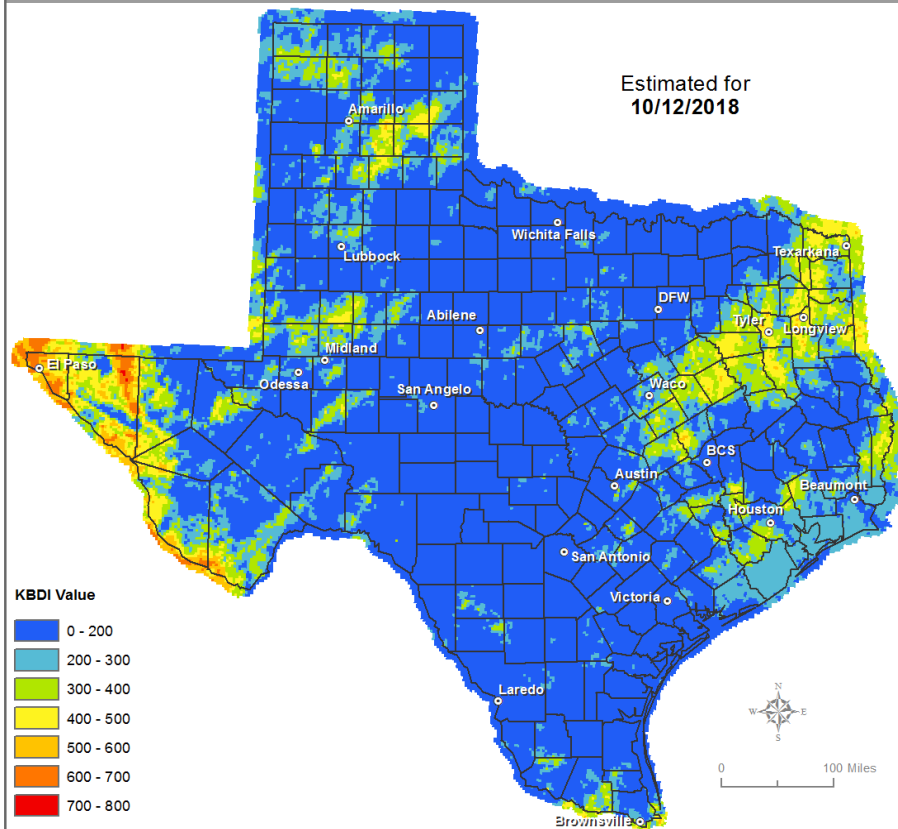 Estimated for
10/12/2018
Amarillo
Wichita Falls
Lubbock
Texarkana
DFW
Abilene
Tyler
Longview
Midland
El Paso
Odessa
San Angelo
Waco
BCS
Austin
Beaumont
Houston
San Antonio
Victoria
KBDI Value
0 - 200
200 - 300
300 - 400
400 - 500
500 - 600
600 - 700
700 - 800
Laredo
N
W
E
S
0
100 Miles
Brownsville